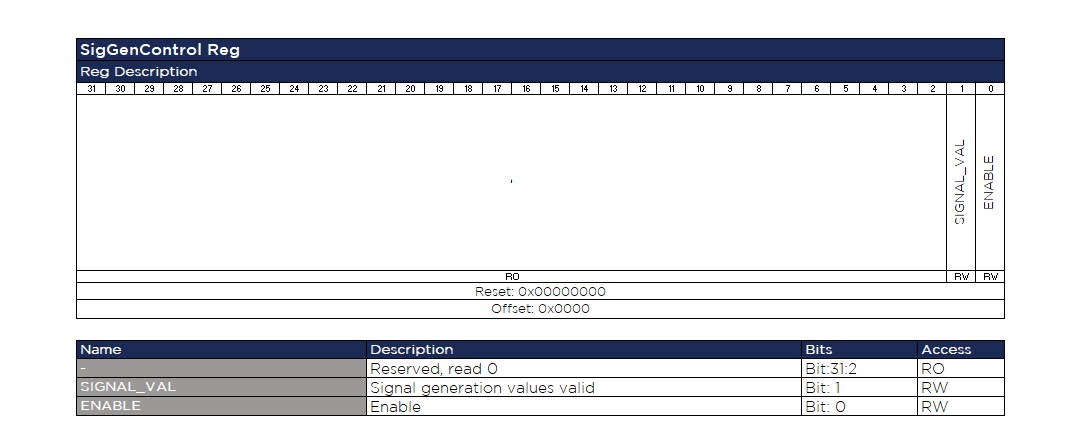 SigGenControl Reg
Reg Description
31 30 29 28 27 26 25 24 23 22 21 20 19 18 17 16 15 14 13 12 11 10 9 8 7 6 5 4 3 2 1 0
-
SIGNAL_VAL
ENABLE
RO RW RW
Reset: 0x00000000
Offset: 0x0000
Name Description Bits Access
- Reserved, read 0 Bit:31:2 RO
SIGNAL_VAL Signal generation values valid Bit: 1 RW
ENABLE Enable Bit: 0 RW